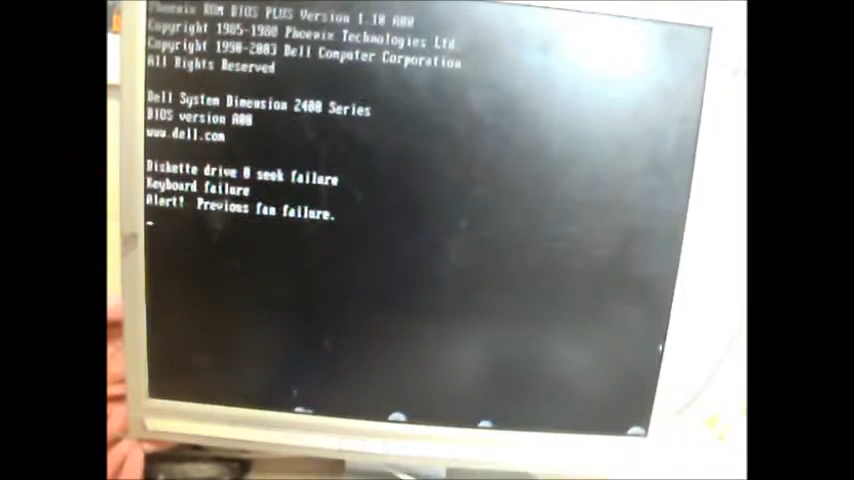 Phoenix ROM BIOS PLUS Version 1.10 A00
Copyright 1985-1988 Phoenix Technologies Ltd
Copyright 1990-2003 Dell Computer Corporation
All Rights Reserved
Dell System Dimension 2400 Series
BIOS version A00
www.dell.com
Diskette drive 0 seek failure
Keyboard failure
Alert! Previous fan failure.